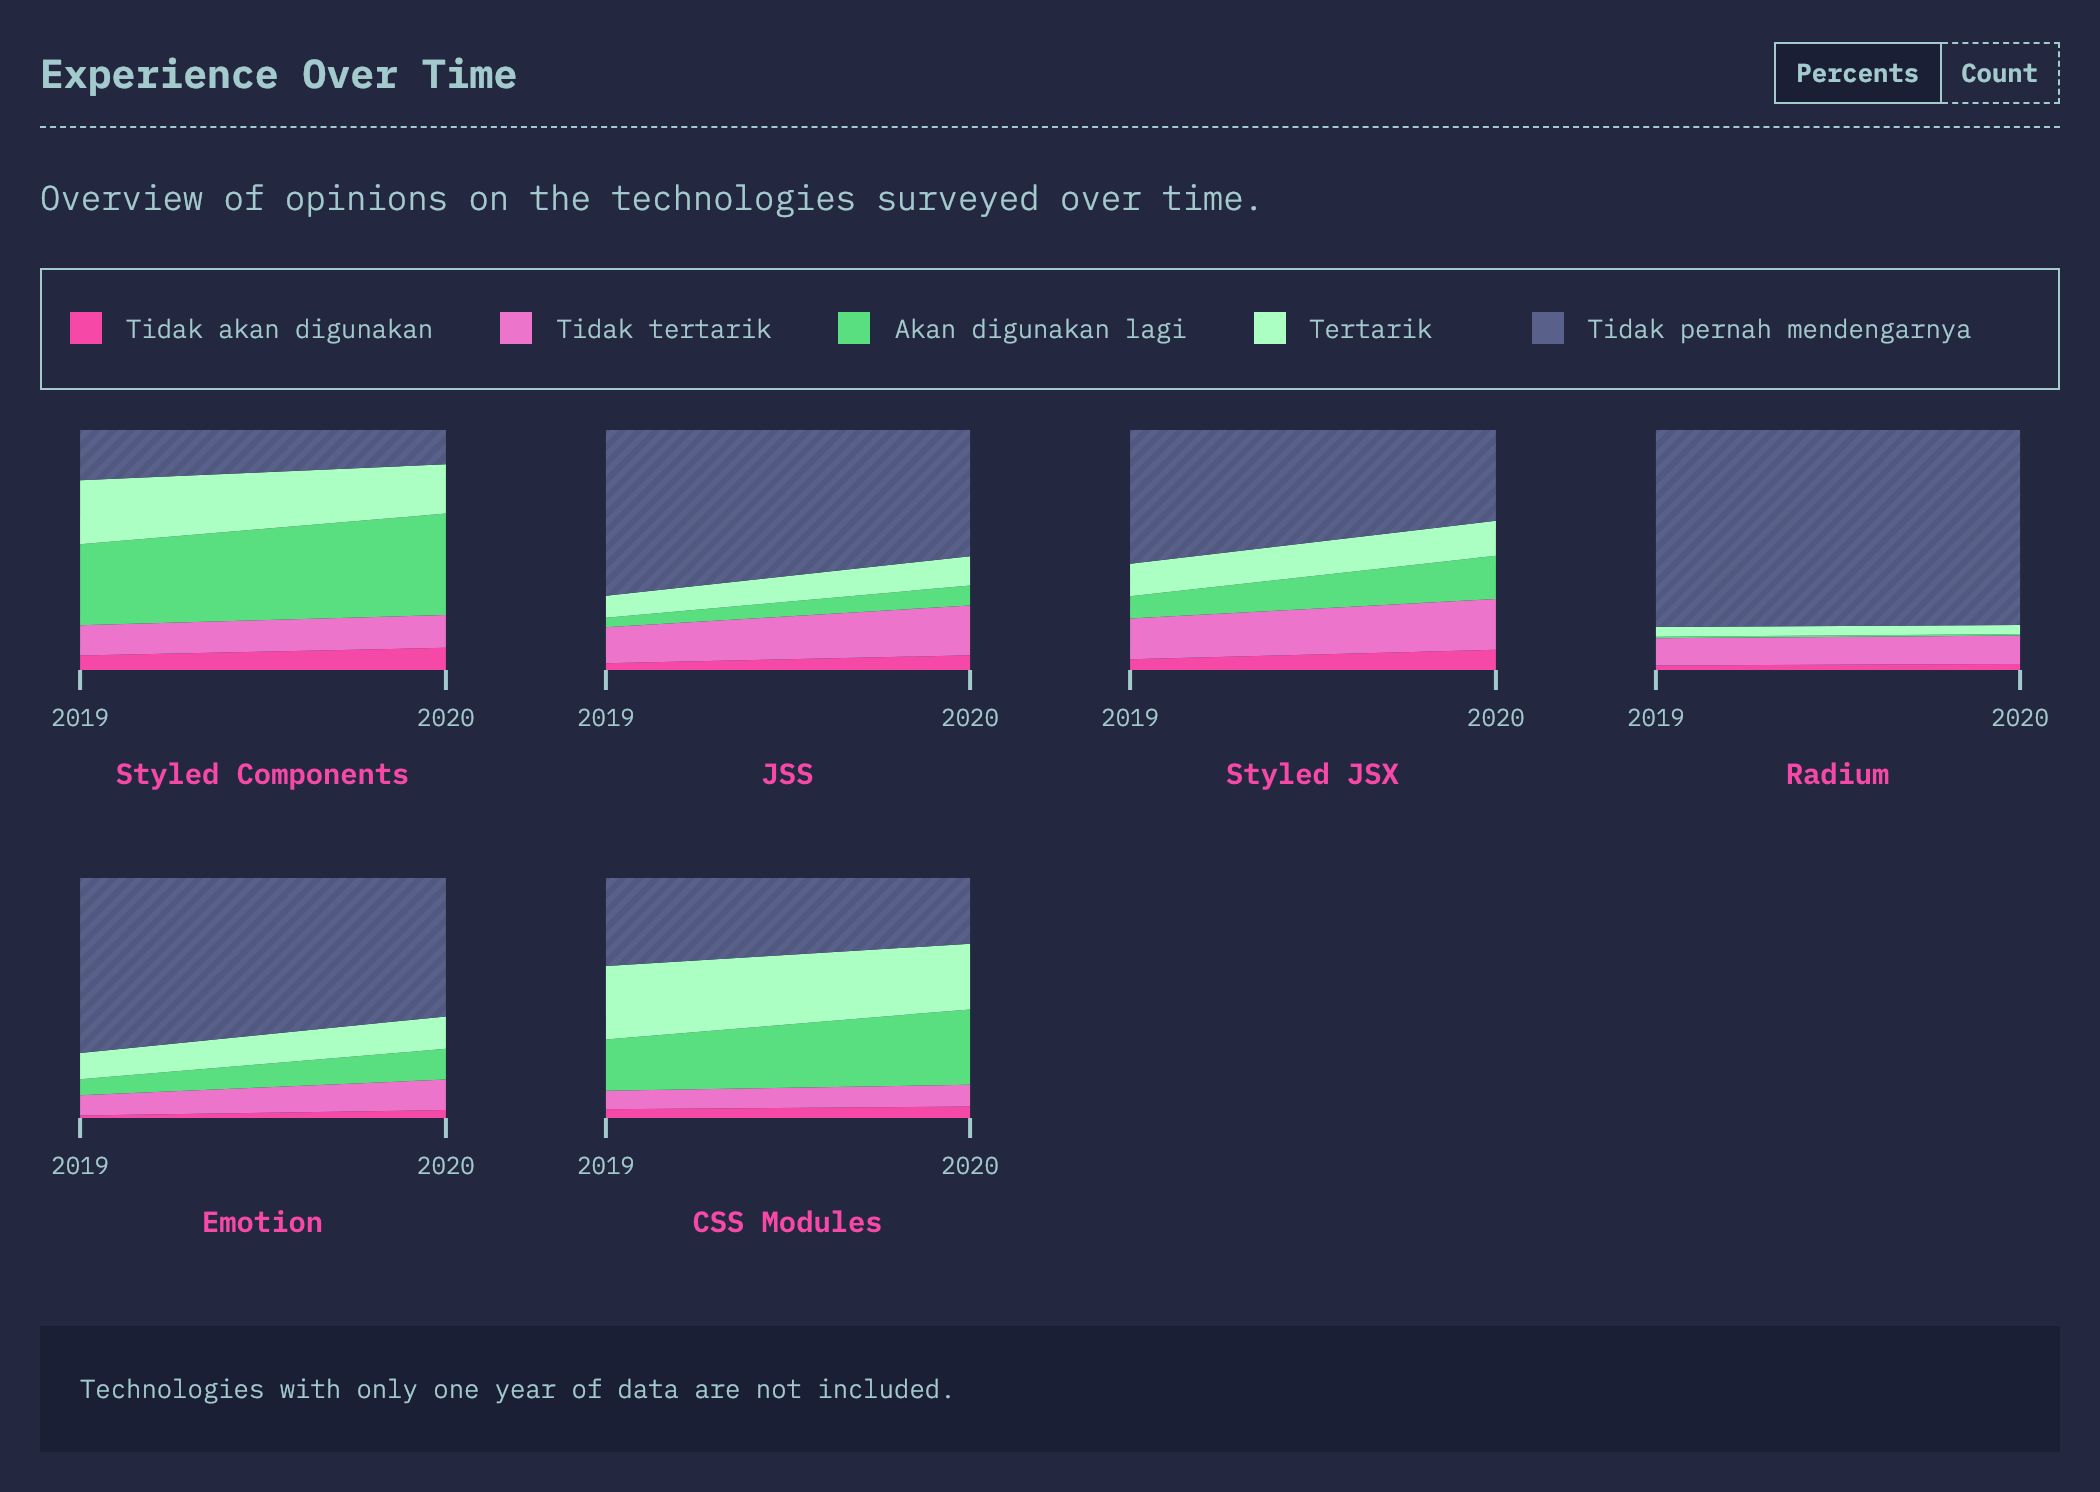 Experience Over Time
Percents Count
Overview of opinions on the technologies surveyed over time.
Tidak akan digunakan Tidak tertarik Akan digunakan lagi Tertarik Tidak pernah mendengarnya
2019 2020 2019 2020 2019 2020 2019 2020
Styled Components JSS Styled JSX Radium
2019 2020 2019 2020
Emotion CSS Modules
Technologies with only one year of data are not included.